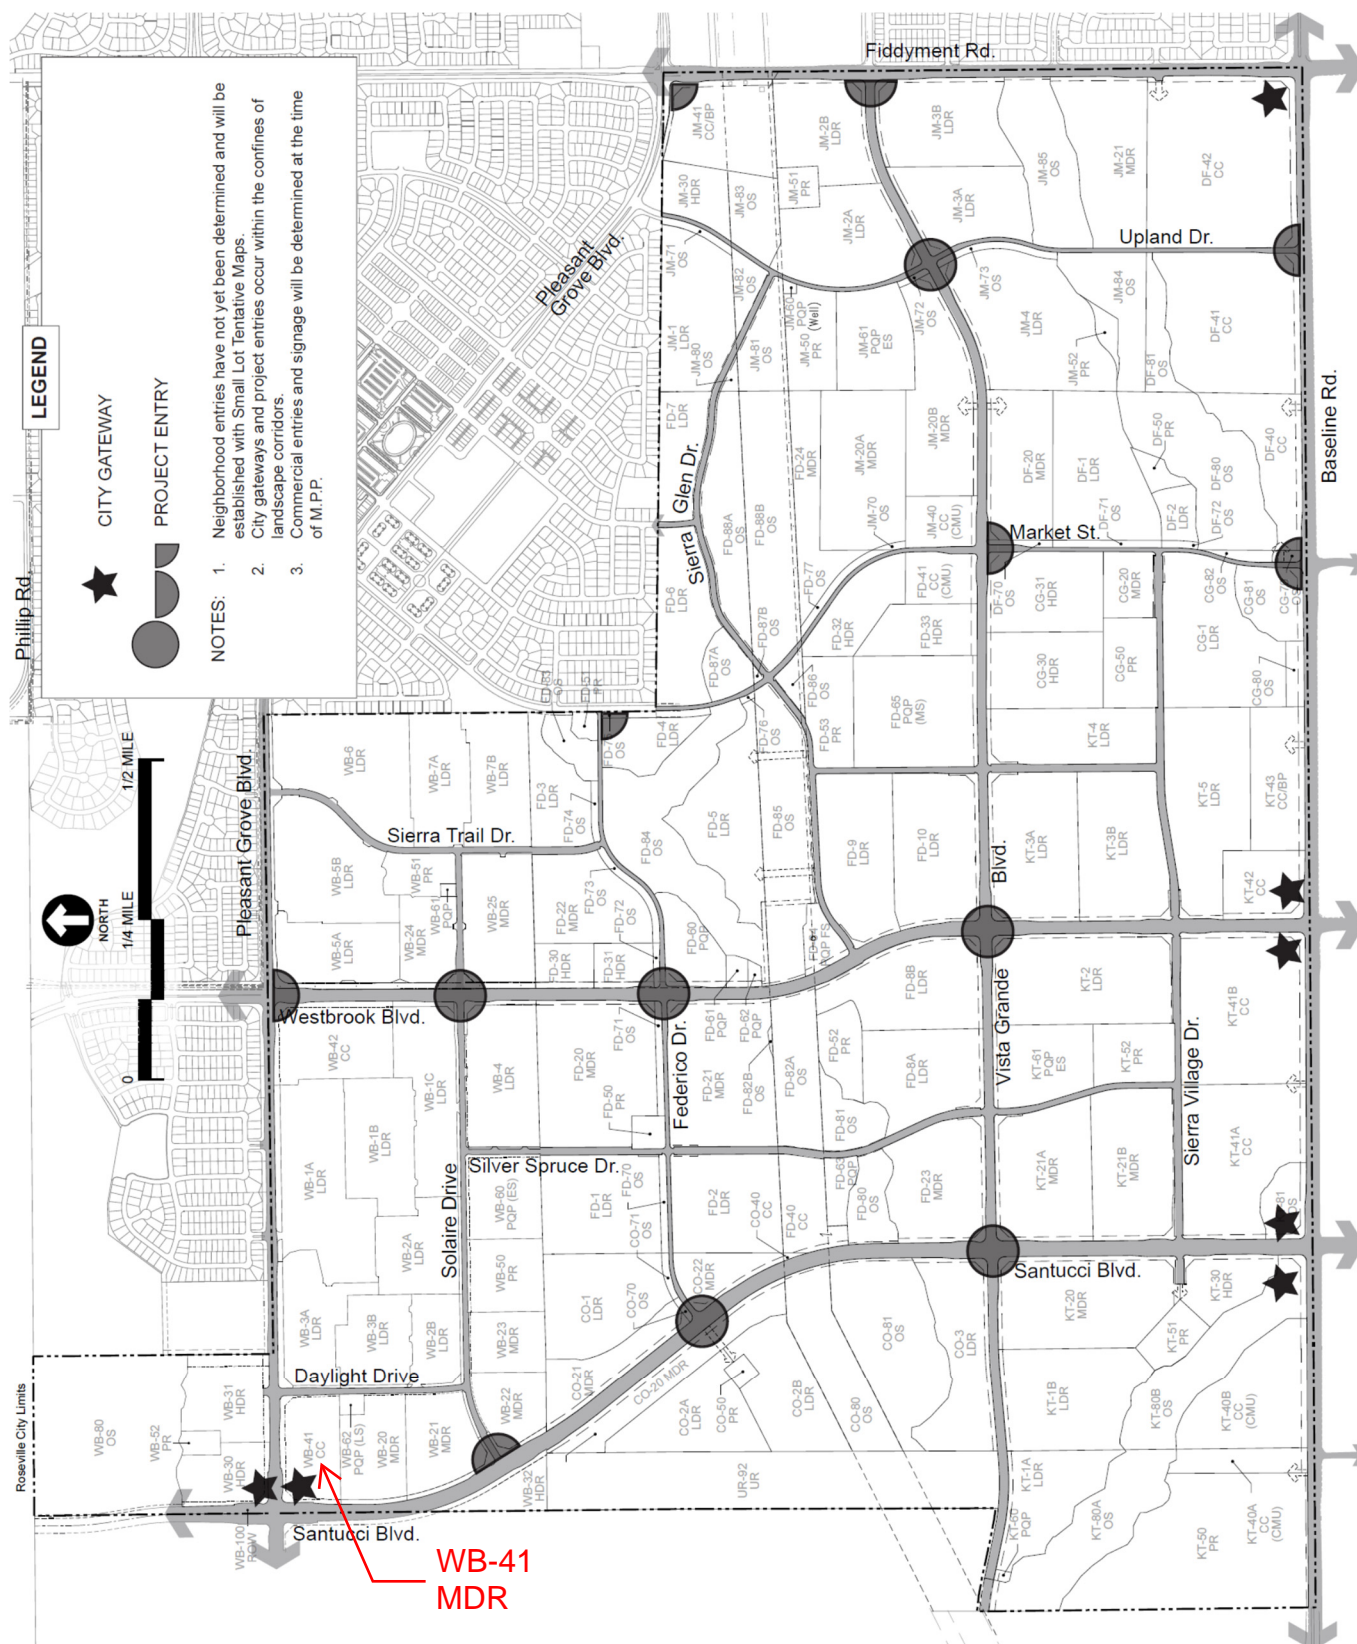 LEGEND
CITY GATEWAY
PROJECT ENTRY
NOTES:
1. Neighborhood entries have not yet been determined and will be
established with Small Lot Tentative Maps.
2. City gateways and project entries occur within the confines of
landscape corridors.
3. Commercial entries and signage will be determined at the time
of M.P.P.
Phillip Rd.
Fiddyment Rd.
Pleasant
Grove Blvd.
Upland Dr.
Baseline Rd.
Sierra Glen Dr.
Market St.
NORTH
0
1/4 MILE
1/2 MILE
Pleasant Grove Blvd.
Sierra Trail Dr.
Westbrook Blvd.
Federico Dr.
Vista Grande
Blvd.
Sierra Village Dr.
Silver Spruce Dr.
Solaire Drive
Daylight Drive
Santucci Blvd.
Santucci Blvd.
Roseville City Limits
WB-41
MDR
JM-41
CC/BP
JM-2B
LDR
JM-3B
LDR
JM-30
HDR
JM-83
OS
JM-51
PR
JM-85
OS
JM-21
MDR
DF-42
CC
JM-71
OS
JM-82
OS
JM-2A
LDR
JM-3A
LDR
JM-73
OS
JM-1
LDR
JM-80
OS
JM-81
OS
JM-60
PQP
(Well)
JM-50
PR
JM-61
PQP
ES
JM-72
OS
JM-4
LDR
JM-52
PR
JM-84
OS
DF-81
OS
DF-41
CC
FD-7
LDR
FD-24
MDR
JM-20A
MDR
JM-20B
MDR
DF-20
MDR
DF-1
LDR
DF-50
PR
DF-80
OS
DF-40
CC
FD-88A
OS
FD-88B
OS
JM-70
OS
JM-40
CC
(CMU)
DF-71
OS
DF-2
LDR
DF-72
OS
FD-6
LDR
FD-77
OS
FD-41
CC
(CMU)
DF-70
OS
CG-31
HDR
CG-20
MDR
CG-82
OS
CG-81
OS
FD-87A
OS
FD-87B
OS
FD-32
HDR
FD-33
HDR
CG-30
HDR
CG-50
PR
CG-1
LDR
CG-80
OS
FD-51
PR
FD-4
LDR
FD-76
OS
FD-86
OS
FD-53
PR
FD-65
PQP
(MS)
KT-4
LDR
WB-6
LDR
WB-7A
LDR
WB-7B
LDR
FD-3
LDR
FD-74
OS
FD-84
OS
FD-5
LDR
FD-85
OS
FD-9
LDR
FD-10
LDR
KT-3A
LDR
KT-3B
LDR
KT-5
LDR
KT-43
CC/BP
KT-42
CC
WB-5B
LDR
WB-51
PR
WB-61
PQP
WB-5A
LDR
WB-24
MDR
WB-25
MDR
FD-22
MDR
FD-73
OS
FD-72
OS
FD-30
HDR
FD-31
HDR
FD-60
PQP
FD-61
PQP
FD-62
PQP
FD-8B
LDR
KT-2
LDR
KT-41B
CC
WB-42
CC
WB-1C
LDR
WB-4
LDR
FD-20
MDR
FD-71
OS
FD-50
PR
FD-21
MDR
FD-82B
OS
FD-82A
OS
FD-52
PR
FD-8A
LDR
KT-61
PQP
ES
KT-52
PR
WB-1A
LDR
WB-1B
LDR
FD-81
OS
FD-63
PQP
FD-80
OS
FD-23
MDR
KT-21A
MDR
KT-21B
MDR
KT-41A
CC
WB-2A
LDR
WB-60
PQP (ES)
FD-1
LDR
FD-70
OS
FD-2
LDR
CO-40
CC
FD-40
CC
WB-50
PR
CO-71
OS
CO-22
MDR
KT-30
HDR
KT-20
MDR
KT-51
PR
WB-3A
LDR
WB-3B
LDR
WB-2B
LDR
WB-23
MDR
CO-1
LDR
CO-70
OS
CO-81
OS
CO-3
LDR
WB-80
OS
WB-52
PR
WB-31
HDR
WB-22
MDR
CO-21
MDR
CO-20 MDR
CO-2A
LDR
CO-50
PR
CO-2B
LDR
CO-80
OS
KT-1B
LDR
KT-80B
OS
KT-40B
CC
(CMU)
WB-30
HDR
WB-41
CC
WB-62
PQP (LS)
WB-20
MDR
WB-21
MDR
WB-32
HDR
UR-92
UR
KT-1A
LDR
KT-60
PQP
KT-80A
OS
KT-50
PR
KT-40A
CC
(CMU)
WB-100
ROW